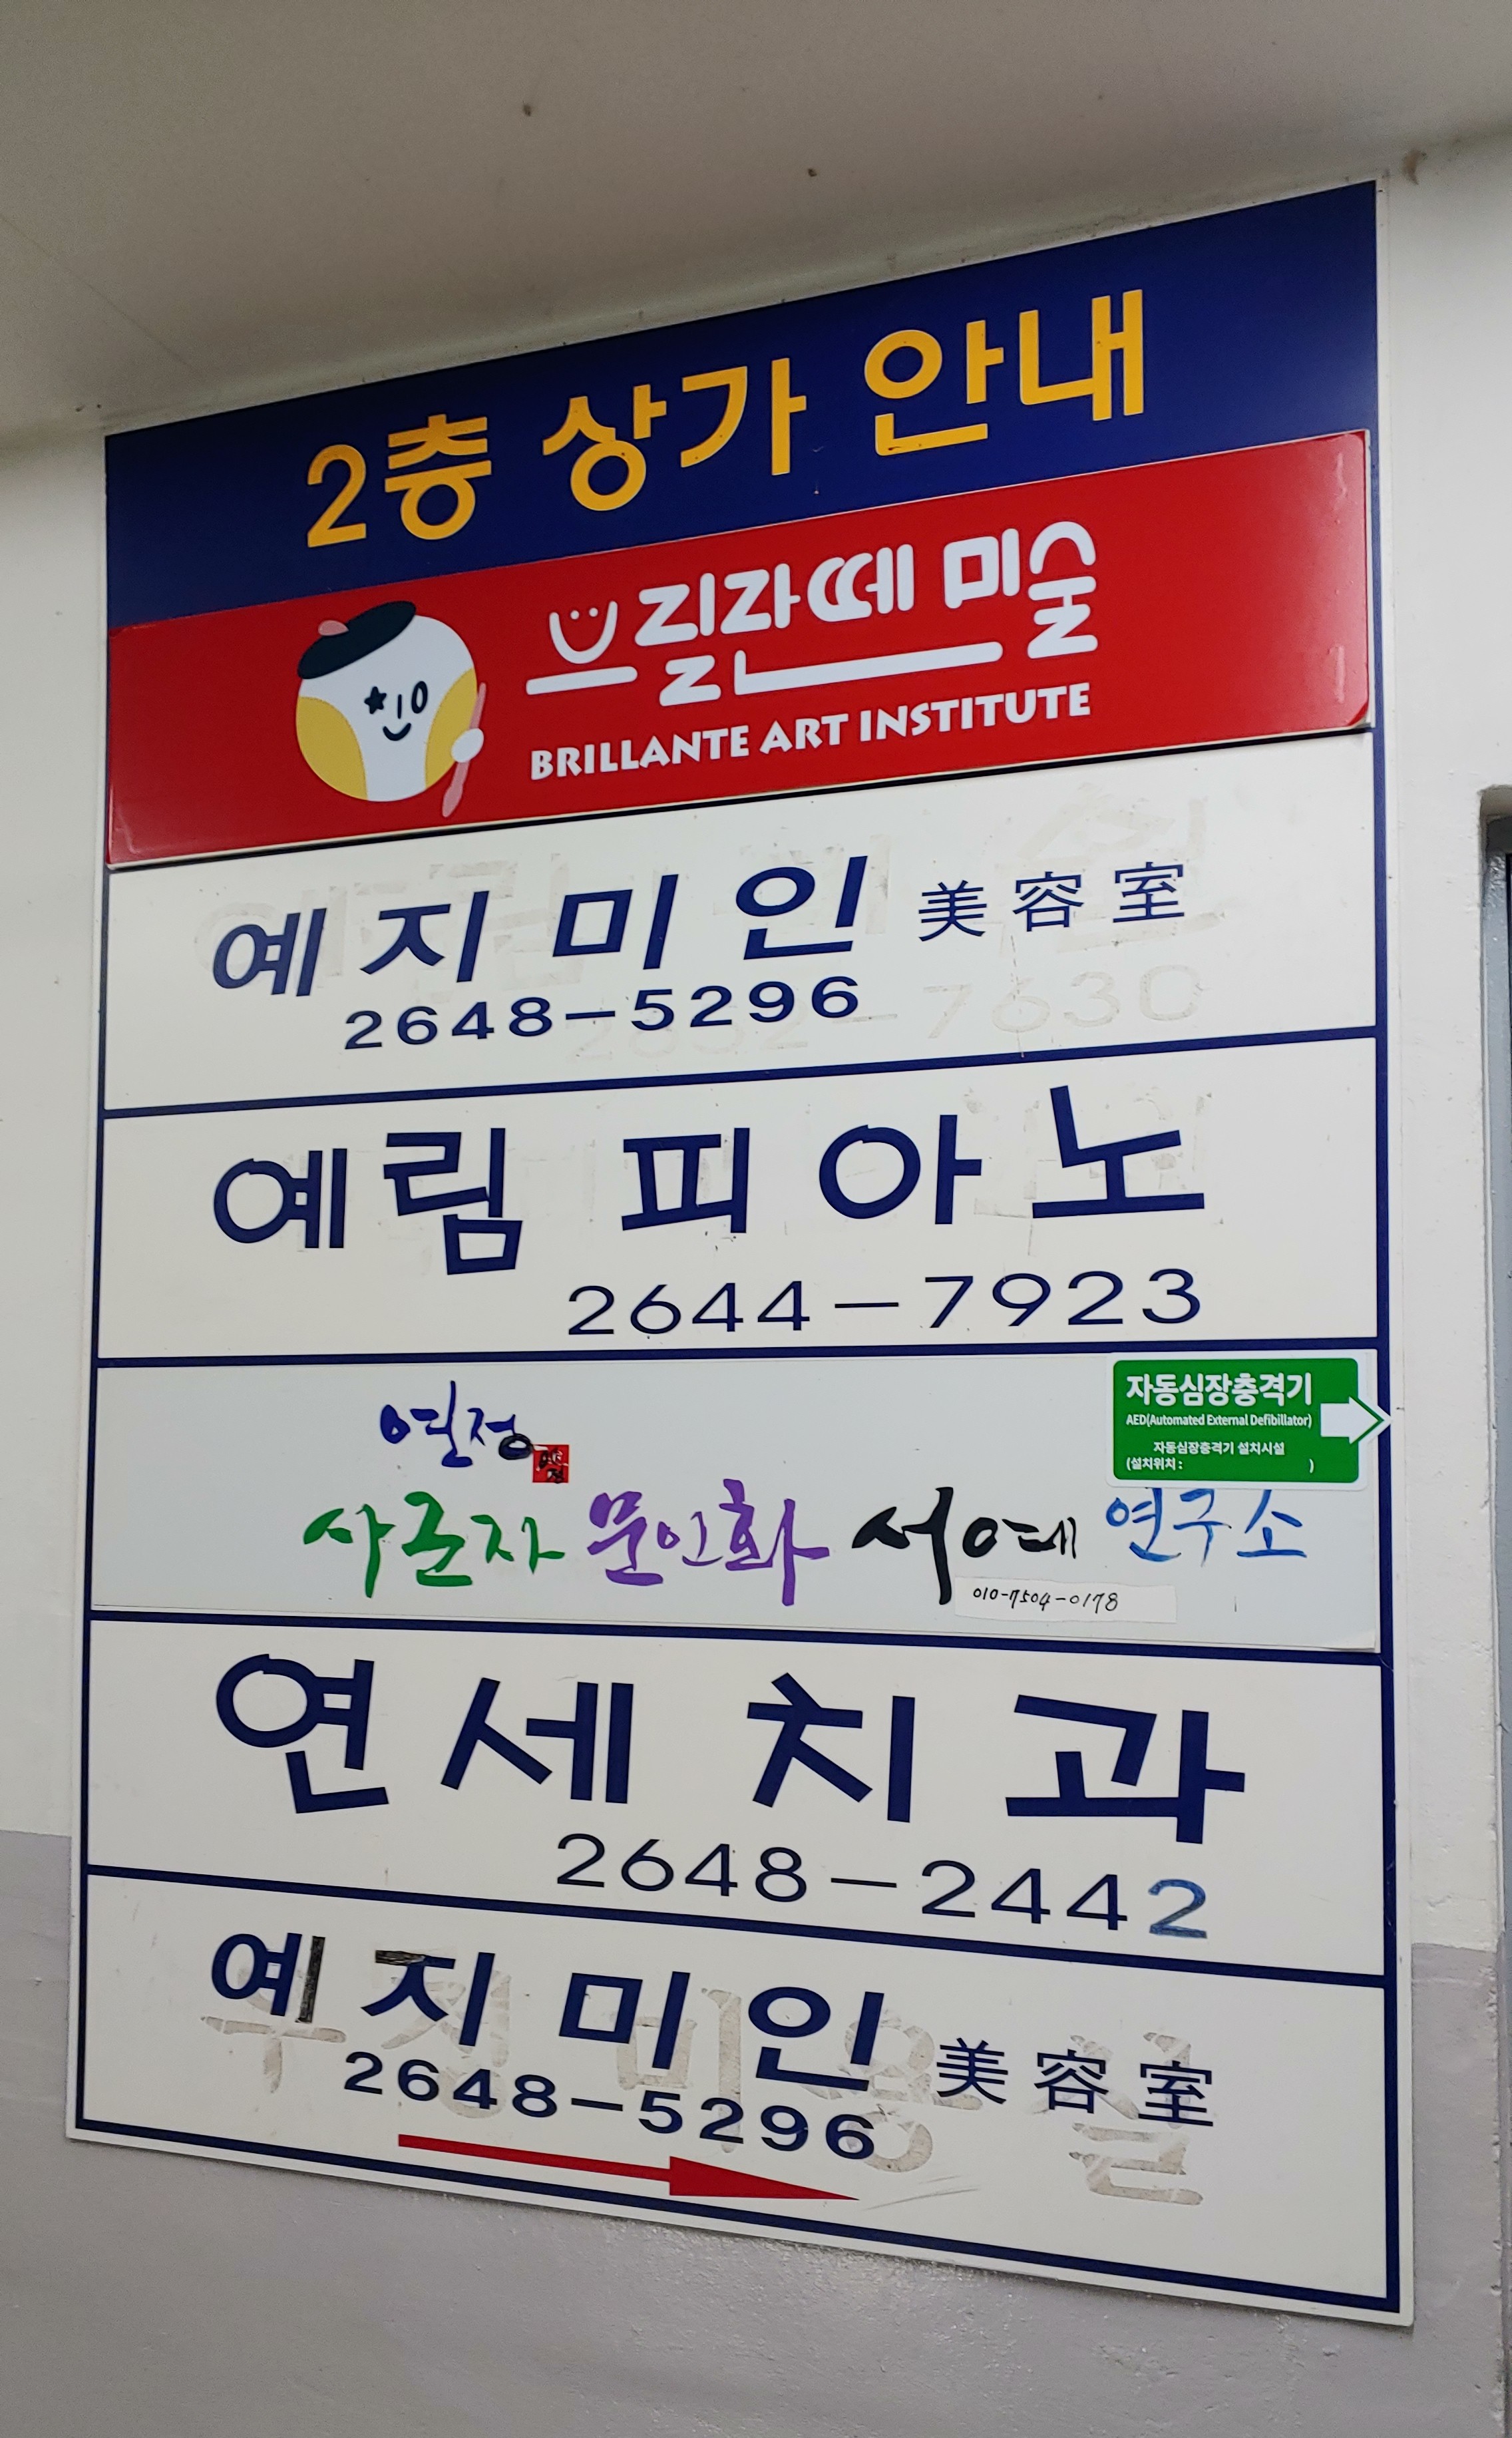 2층 상가 안내
브릴란떼 미술
BRILLANTE ART INSTITUTE
예지미인 美容室
2648-5296
예림 피아노
2644-7923
자동심장충격기
AED(Automated External Defibillator)
자동심장충격기 설치시설
(설치위치: )
연정
사군자 문인화 서예 연구소
010-7504-0178
연세치과
2648-2442
예지미인 美容室
2648-5296